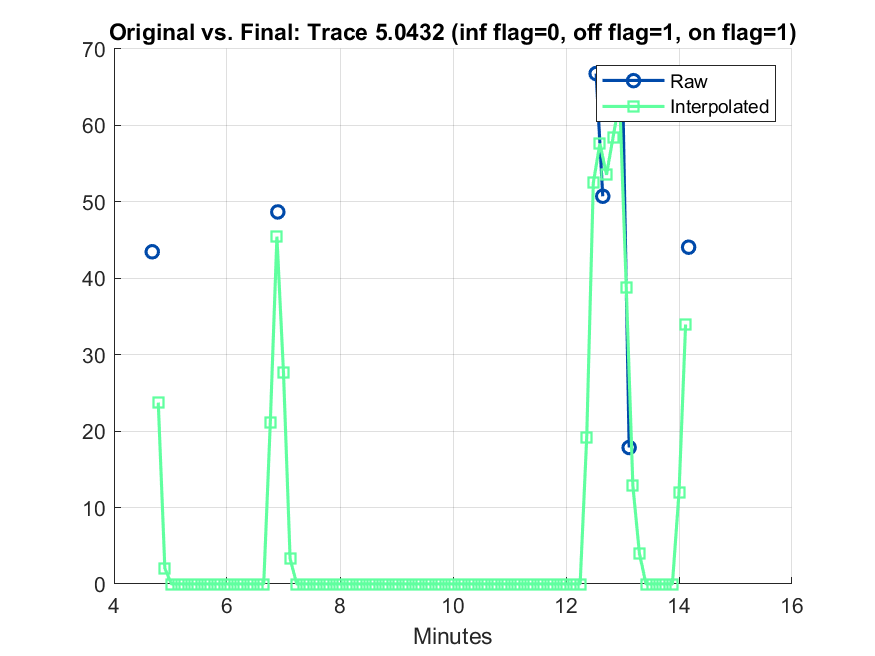 Original vs. Final: Trace 5.0432 (inf flag=0, off flag=1, on flag=1)
70
60
50
40
30
20
10
0
Raw
Interpolated
4 6 8 10 12 14 16
Minutes